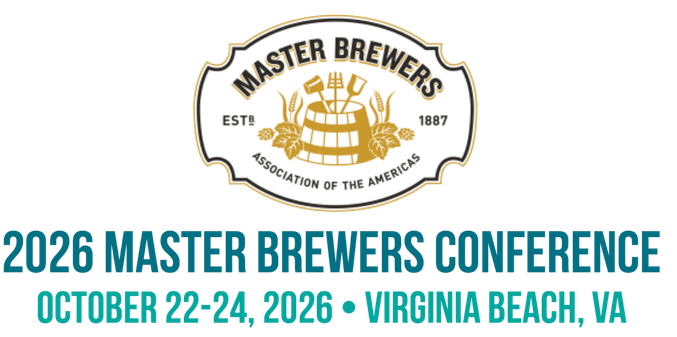 MASTER BREWERS
ESTD 1887
ASSOCIATION OF THE AMERICAS
2026 MASTER BREWERS CONFERENCE
OCTOBER 22-24, 2026 • VIRGINIA BEACH, VA